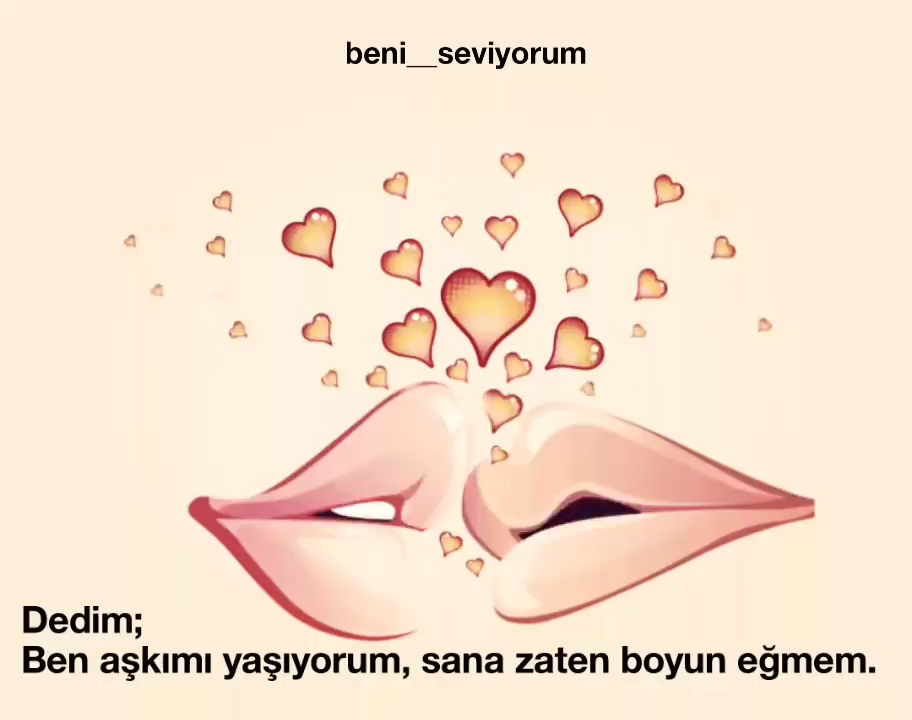 beni__seviyorum
Dedim;
Ben aşkımı yaşıyorum, sana zaten boyun eğmem.